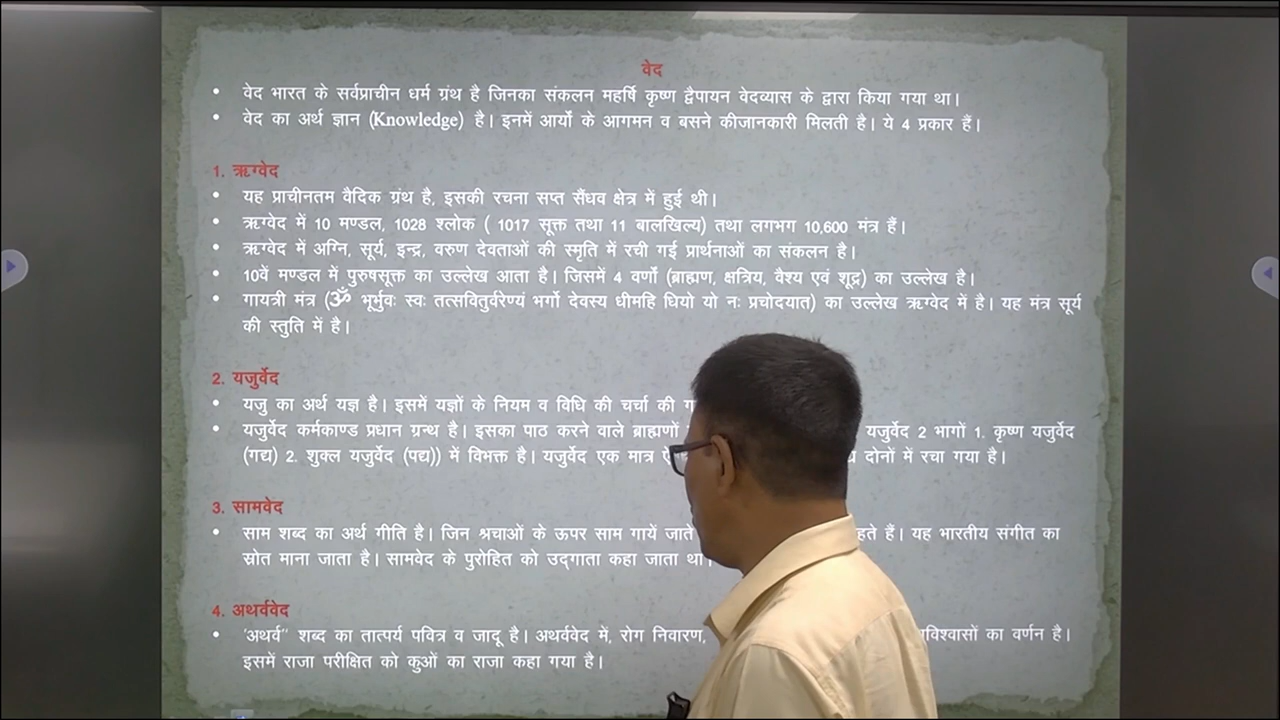 वेद
• वेद भारत के सर्वप्राचीन धर्म ग्रंथ है जिनका संकलन महर्षि कृष्ण द्वैपायन वेदव्यास के द्वारा किया गया था।
• वेद का अर्थ ज्ञान (Knowledge) है। इनमें आर्यों के आगमन व बसने कीजानकारी मिलती है। ये 4 प्रकार हैं।
1. ऋग्वेद
• यह प्राचीनतम वैदिक ग्रंथ है, इसकी रचना सप्त सैंधव क्षेत्र में हुई थी।
• ऋग्वेद में 10 मण्डल, 1028 श्लोक ( 1017 सूक्त तथा 11 बालखिल्य) तथा लगभग 10,600 मंत्र हैं।
• ऋग्वेद में अग्नि, सूर्य, इन्द्र, वरुण देवताओं की स्मृति में रची गई प्रार्थनाओं का संकलन है।
• 10वें मण्डल में पुरुषसूक्त का उल्लेख आता है। जिसमें 4 वर्णों (ब्राह्मण, क्षत्रिय, वैश्य एवं शूद्र) का उल्लेख है।
• गायत्री मंत्र (ॐ भूर्भुवः स्वः तत्सवितुर्वरेण्यं भर्गो देवस्य धीमहि धियो यो नः प्रचोदयात) का उल्लेख ऋग्वेद में है। यह मंत्र सूर्य
की स्तुति में है।
2. यजुर्वेद
• यजु का अर्थ यज्ञ है। इसमें यज्ञों के नियम व विधि की चर्चा की
• यजुर्वेद कर्मकाण्ड प्रधान ग्रन्थ है। इसका पाठ करने वाले ब्राह्मणों यजुर्वेद 2 भागों 1. कृष्ण यजुर्वेद
(गद्य) 2. शुक्ल यजुर्वेद (पद्य)) में विभक्त है। यजुर्वेद एक मात्र दोनों में रचा गया है।
3. सामवेद
• साम शब्द का अर्थ गीति है। जिन श्रचाओं के ऊपर साम गायें जाते हैं। यह भारतीय संगीत का
स्रोत माना जाता है। सामवेद के पुरोहित को उद्गाता कहा जाता था।
4. अथर्ववेद
• 'अथर्व'' शब्द का तात्पर्य पवित्र व जादू है। अथर्ववेद में, रोग निवारण, का वर्णन है।
इसमें राजा परीक्षित को कुओं का राजा कहा गया है।